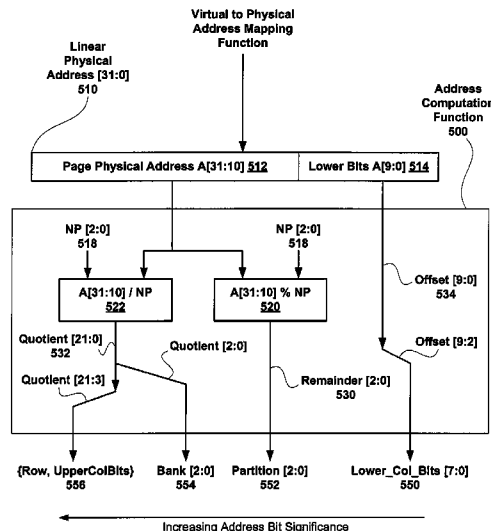 Virtual to Physical
Address Mapping
Function
Linear
Physical
Address [31:0]
510
Address
Computation
Function 500
Page Physical Address A[31:10] 512
Lower Bits A[9:0] 514
NP [2:0]
518
NP [2:0]
518
A[31:10] / NP
522
A[31:10] % NP
520
Offset [9:0]
534
Quotient [21:0]
532
Quotient [2:0]
Offset [9:2]
Quotient [21:3]
Remainder [2:0]
530
{Row, UpperColBits}
556
Bank [2:0]
554
Partition [2:0]
552
Lower_Col_Bits [7:0]
550
Increasing Address Bit Significance